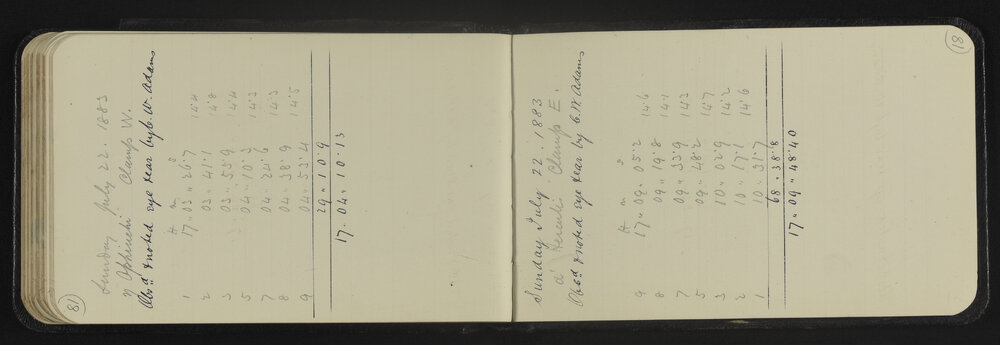 81
Sunday July 22. 1883
η Ophiuchi Clamp W.
Obsd & noted eye & ear by C. W. Adams
H m s
1 17 " 03 " 26.7 14.4
2 03 " 41.1 14.8
3 03 " 55.9 14.4
5 04 " 10.3 14.3
7 04 " 24.6 14.3
8 04 " 38.9 14.5
9 04 " 53.4
29 " 10.9
17 " 04 " 10.13
18
Sunday July 22. 1883
α' Herculis Clamp E.
Obsd & noted eye & ear by C. W. Adams
H m s
9 17 " 09 " 05.2 14.6
8 09 " 19.8 14.1
7 09 " 33.9 14.3
5 09 " 48.2 14.7
3 10 " 02.9 14.2
2 10 " 17.1 14.6
1 10 " 31.7
68 " 38.8
17 " 09 " 48.40